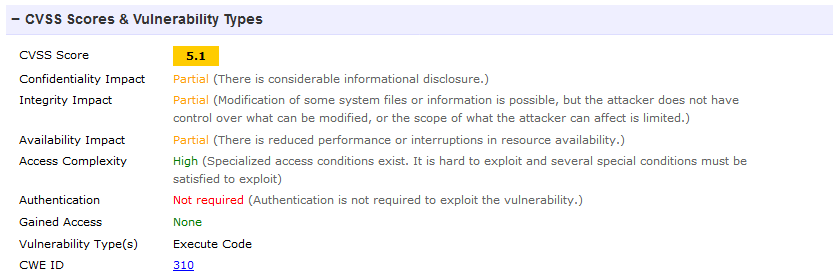 − CVSS Scores & Vulnerability Types
CVSS Score 5.1
Confidentiality Impact Partial (There is considerable informational disclosure.)
Integrity Impact Partial (Modification of some system files or information is possible, but the attacker does not have
control over what can be modified, or the scope of what the attacker can affect is limited.)
Availability Impact Partial (There is reduced performance or interruptions in resource availability.)
Access Complexity High (Specialized access conditions exist. It is hard to exploit and several special conditions must be
satisfied to exploit)
Authentication Not required (Authentication is not required to exploit the vulnerability.)
Gained Access None
Vulnerability Type(s) Execute Code
CWE ID 310